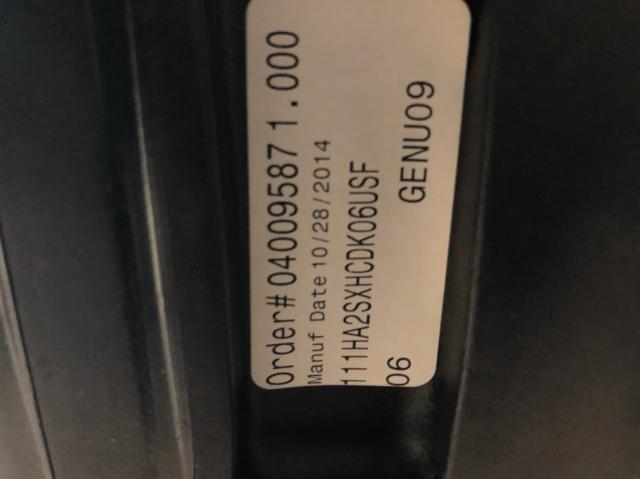 Order# 04009587 1.000
Manuf Date 10/28/2014
111HA2SXHCDK06USF
06 GENU09